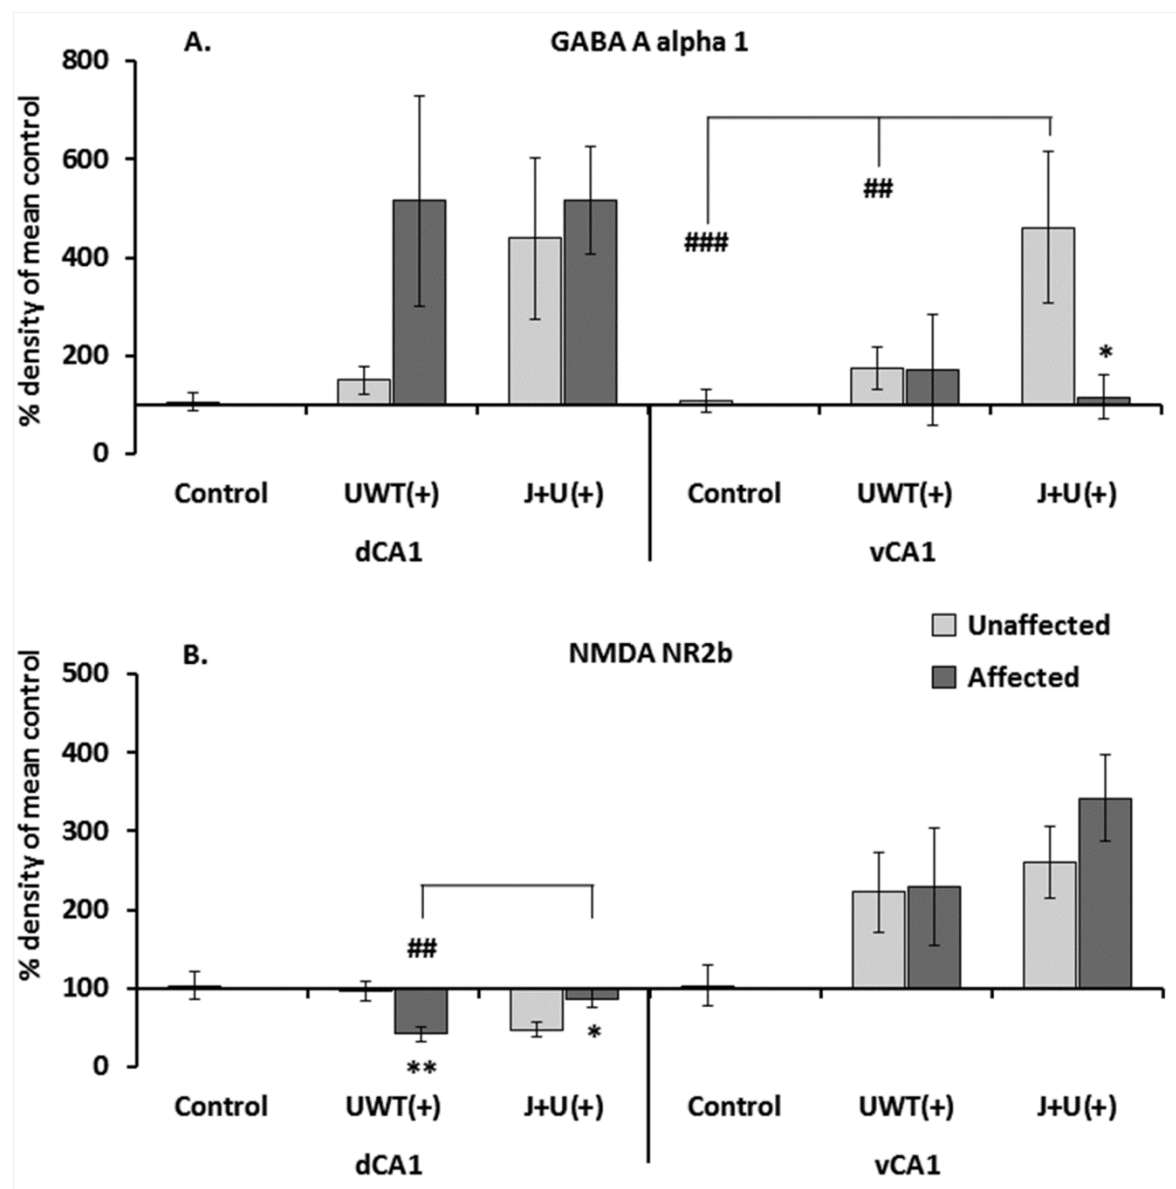 A.
GABA A alpha 1
% density of mean control
800
600
400
200
0
###
##
*
Control
UWT(+)
J+U(+)
Control
UWT(+)
J+U(+)
dCA1
vCA1
Unaffected
Affected
B.
NMDA NR2b
% density of mean control
500
400
300
200
100
0
##
**
*
Control
UWT(+)
J+U(+)
Control
UWT(+)
J+U(+)
dCA1
vCA1